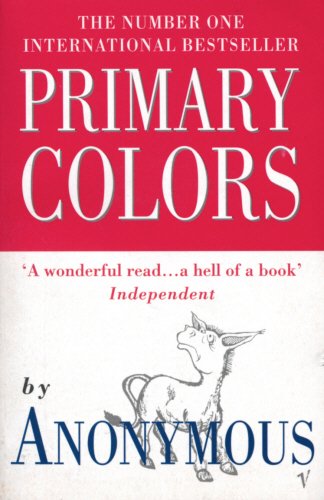 THE NUMBER ONE
INTERNATIONAL BESTSELLER
PRIMARY
COLORS
‘A wonderful read...a hell of a book’
Independent
by
ANONYMOUS
V